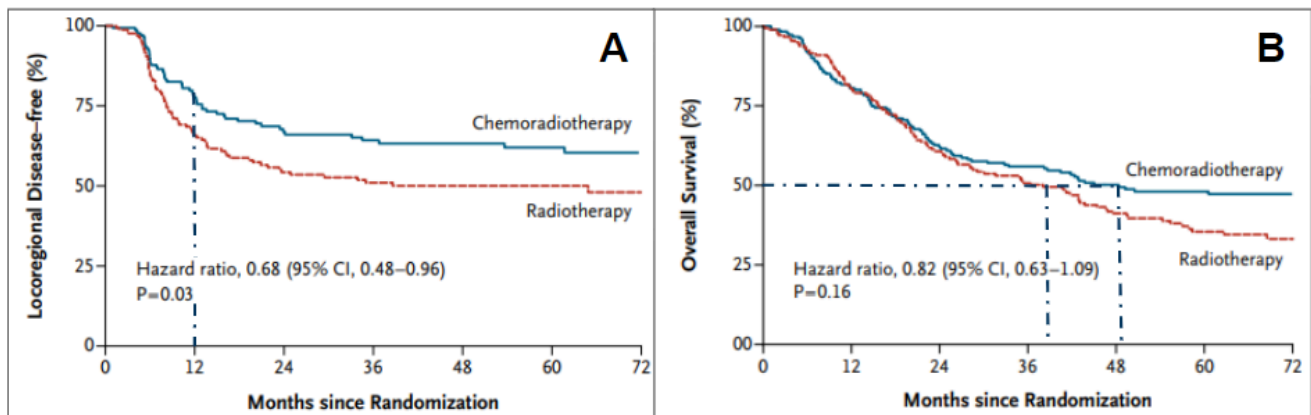 A
Locoregional Disease–free (%)
100
75
50
25
0
Chemoradiotherapy
Radiotherapy
Hazard ratio, 0.68 (95% CI, 0.48–0.96)
P=0.03
0 12 24 36 48 60 72
Months since Randomization
B
Overall Survival (%)
100
75
50
25
00
Chemoradiotherapy
Radiotherapy
Hazard ratio, 0.82 (95% CI, 0.63–1.09)
P=0.16
0 12 24 36 48 60 72
Months since Randomization